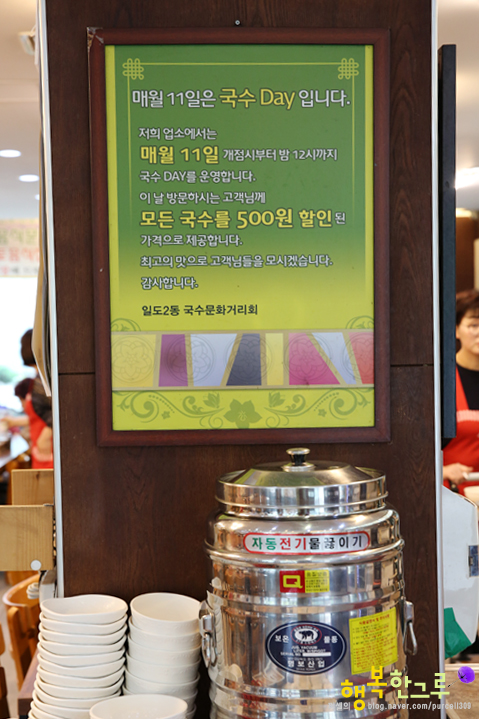 매월 11일은 국수 Day 입니다.
저희 업소에서는
매월 11일 개점시부터 밤 12시까지
국수 DAY를 운영합니다.
이 날 방문하시는 고객님께
모든 국수를 500원 할인 된
가격으로 제공합니다.
최고의 맛으로 고객님들을 모시겠습니다.
감사합니다.
일도2동 국수문화거리회
자동전기물끓이기
보온 물통
행복한그루
blog.naver.com/pureall300